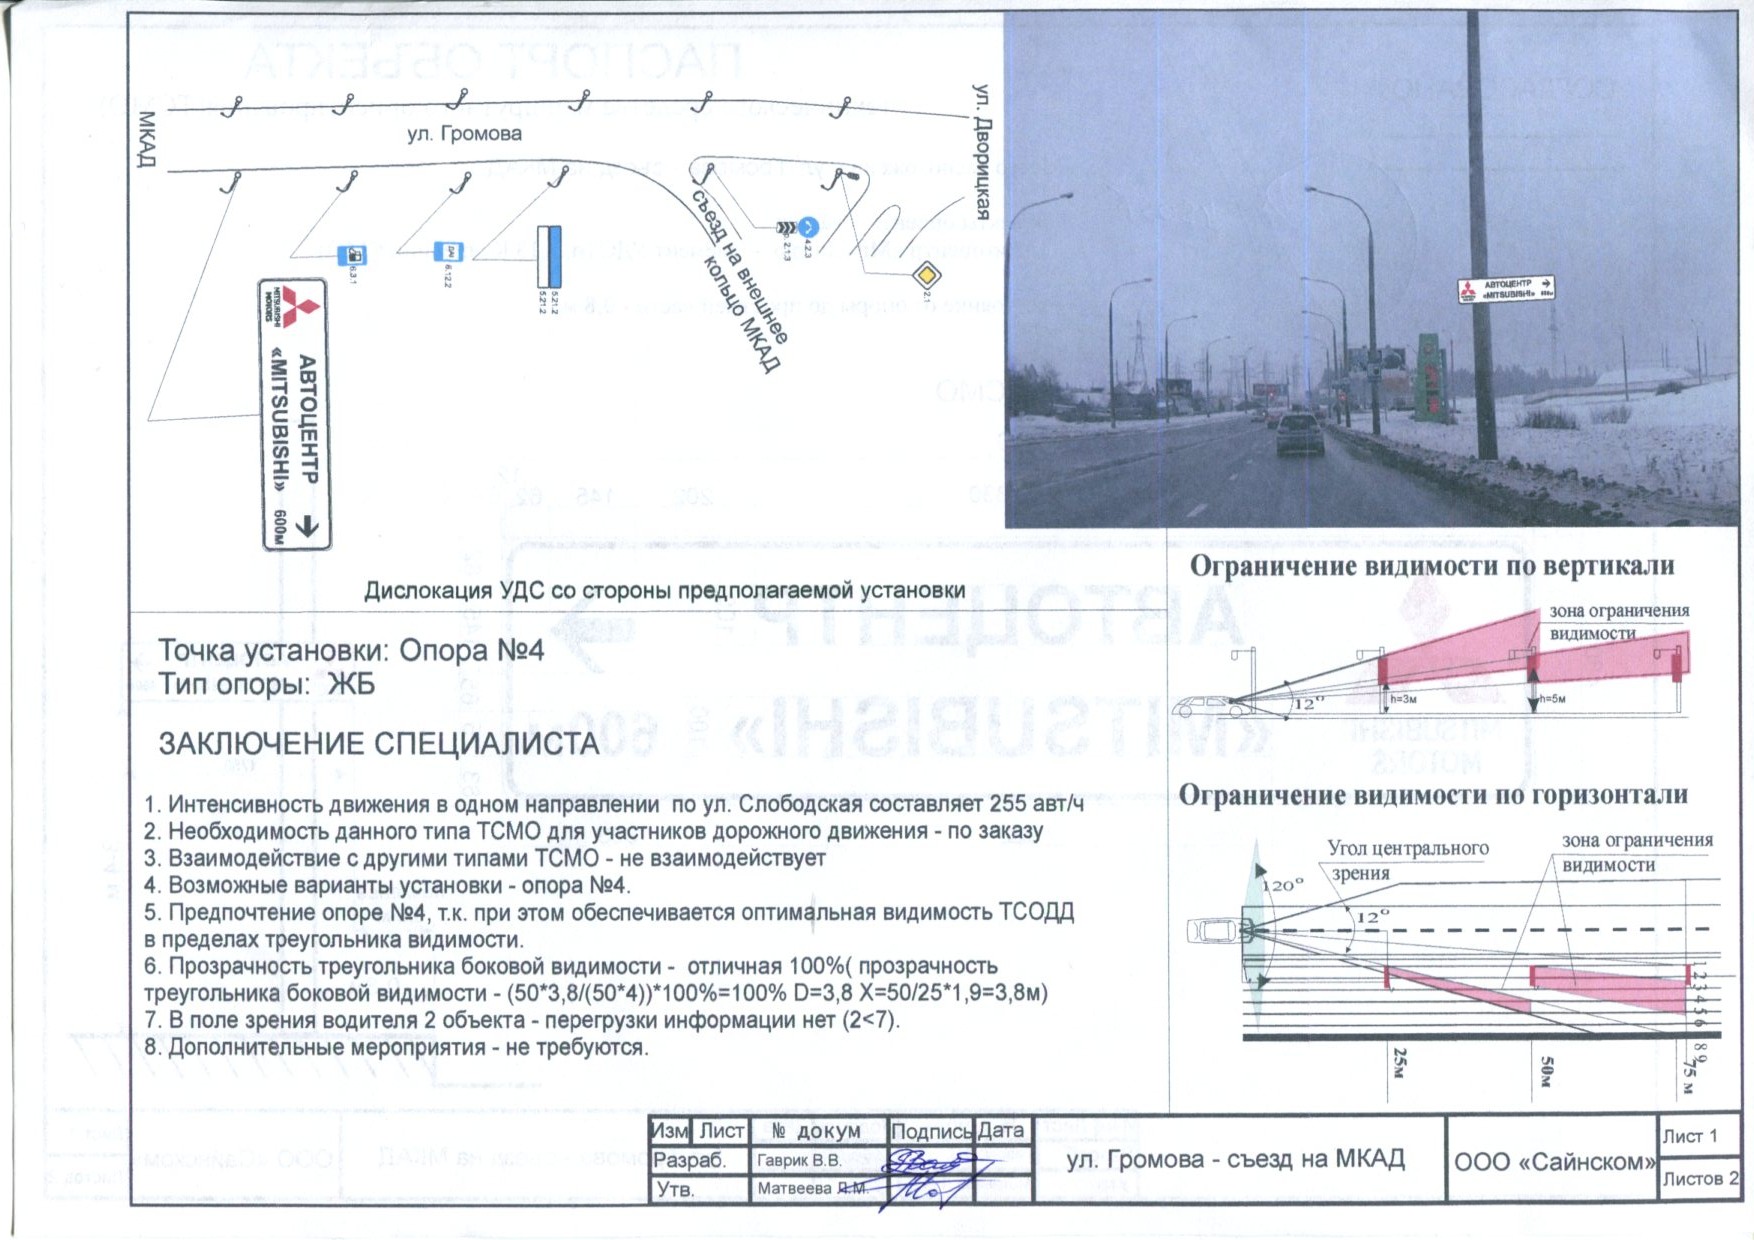 МКАД
ул. Громова
ул. Дворицкая
съезд на внешнее
кольцо МКАД
6.3.1
6.12.2
5.21.2
5.21.2
2.1.3
4.2.3
2.1
MITSUBISHI
MOTORS
АВТОЦЕНТР
«MITSUBISHI» 600м
АВТОЦЕНТР
«MITSUBISHI»
Дислокация УДС со стороны предполагаемой установки
Точка установки: Опора №4
Тип опоры: ЖБ
ЗАКЛЮЧЕНИЕ СПЕЦИАЛИСТА
1. Интенсивность движения в одном направлении по ул. Слободская составляет 255 авт/ч
2. Необходимость данного типа ТСМО для участников дорожного движения - по заказу
3. Взаимодействие с другими типами ТСМО - не взаимодействует
4. Возможные варианты установки - опора №4.
5. Предпочтение опоре №4, т.к. при этом обеспечивается оптимальная видимость ТСОДД
в пределах треугольника видимости.
6. Прозрачность треугольника боковой видимости - отличная 100%( прозрачность
треугольника боковой видимости - (50*3,8/(50*4))*100%=100% D=3,8 X=50/25*1,9=3,8м)
7. В поле зрения водителя 2 объекта - перегрузки информации нет (2<7).
8. Дополнительные мероприятия - не требуются.
Ограничение видимости по вертикали
зона ограничения
видимости
12°
h=3м
h=5м
Ограничение видимости по горизонтали
Угол центрального
зрения
зона ограничения
видимости
120°
12°
1 2 3 4 5 6
8 9
25м
50м
75 м
Изм Лист № докум Подпись Дата
Разраб. Гаврик В.В.
Утв. Матвеева Л.М.
ул. Громова - съезд на МКАД
ООО «Сайнском»
Лист 1
Листов 2